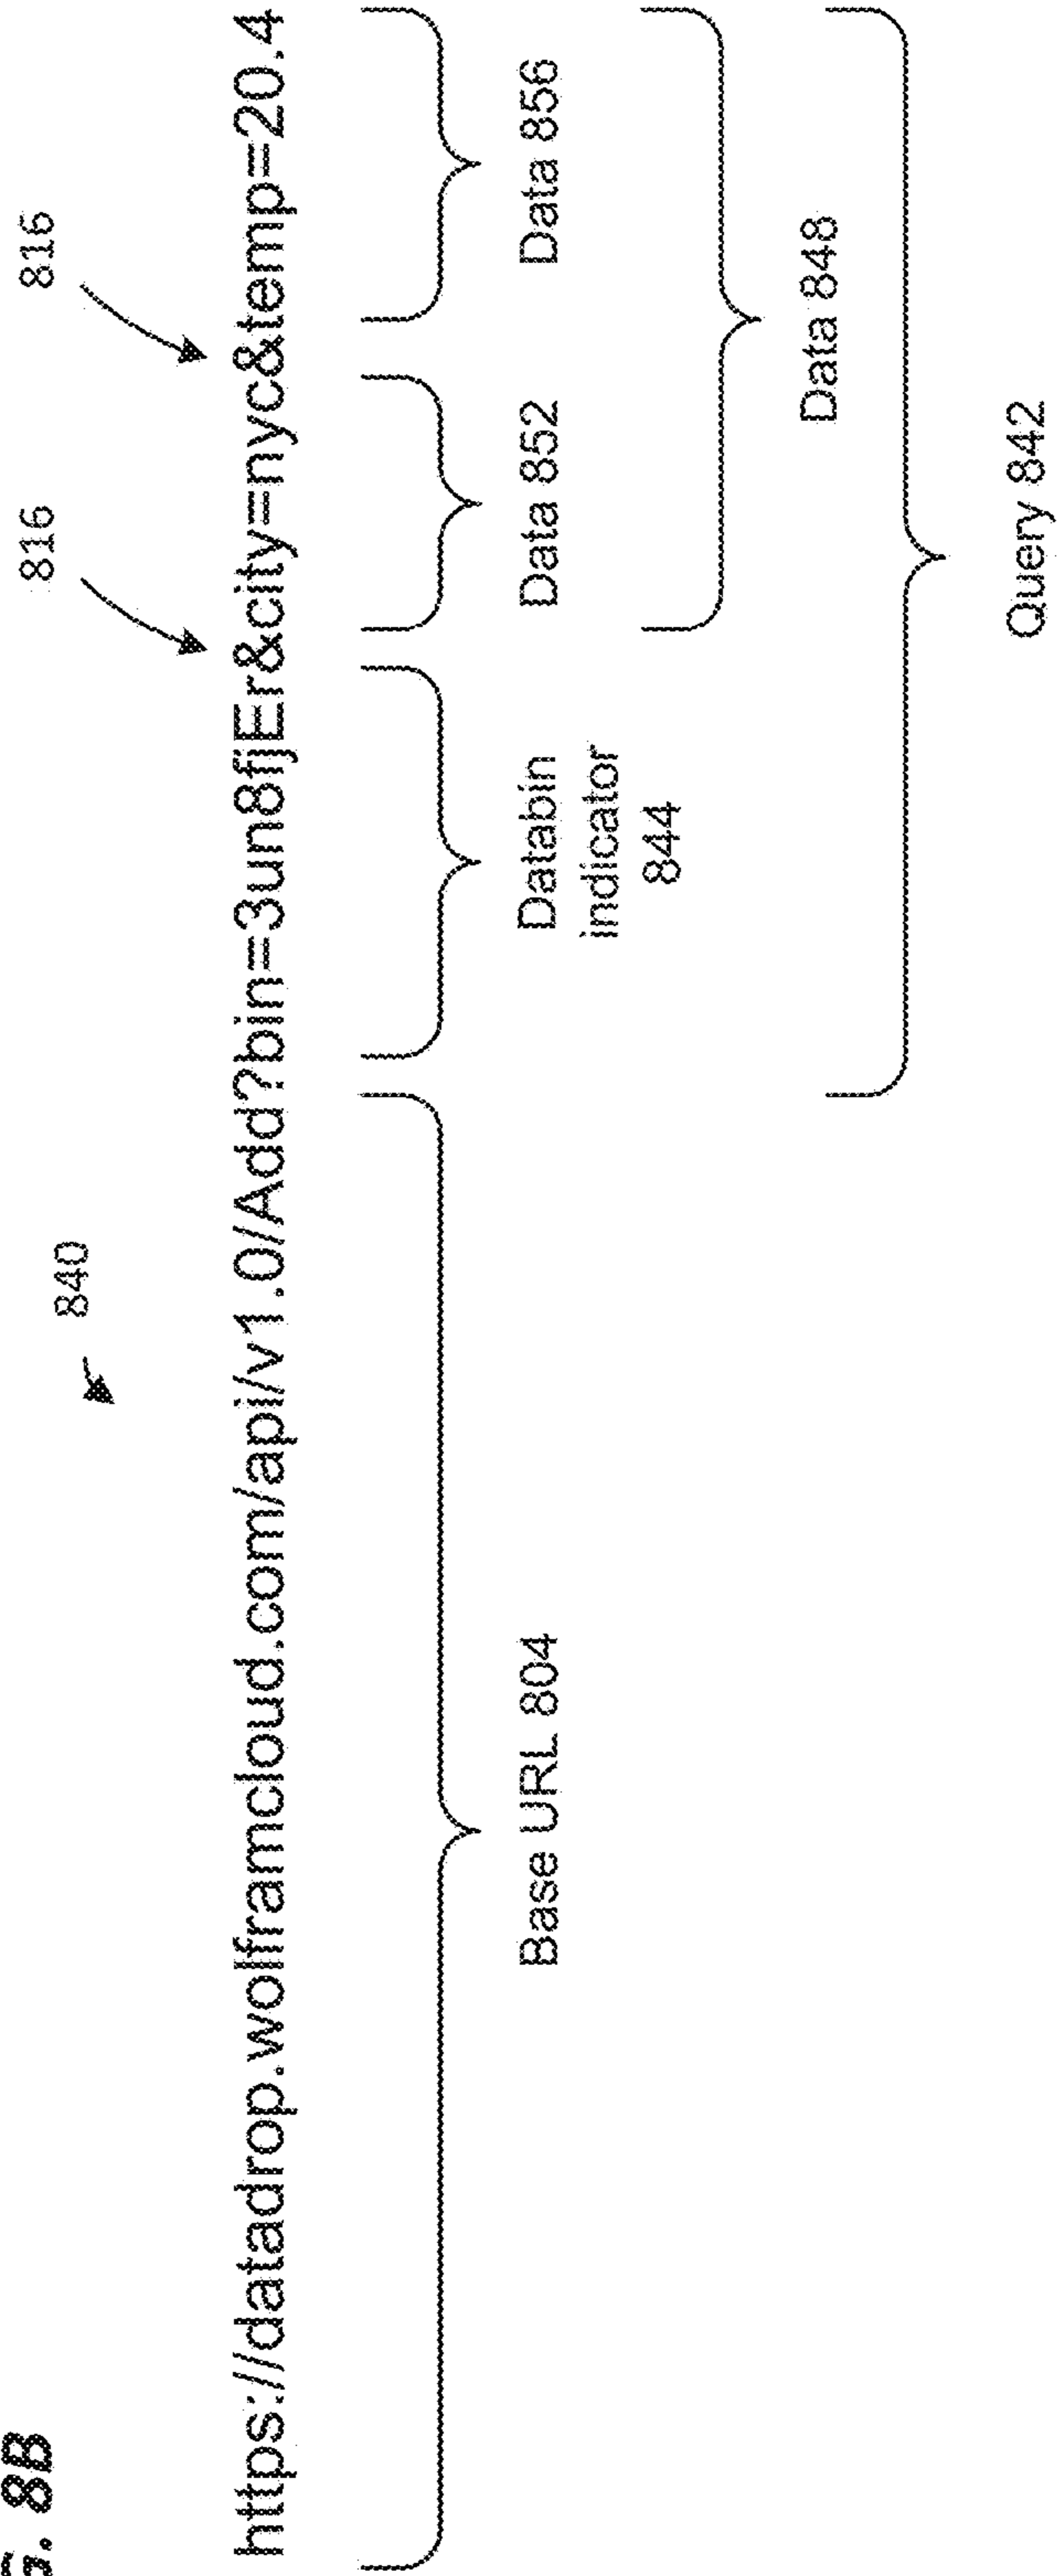 G. 8B
840
816
816
https://datadrop.wolframcloud.com/api/v1.0/Add?bin=3un8fjEr&city=nyc&temp=20.4
Base URL 804
Databin
indicator
844
Data 852
Data 856
Data 848
Query 842